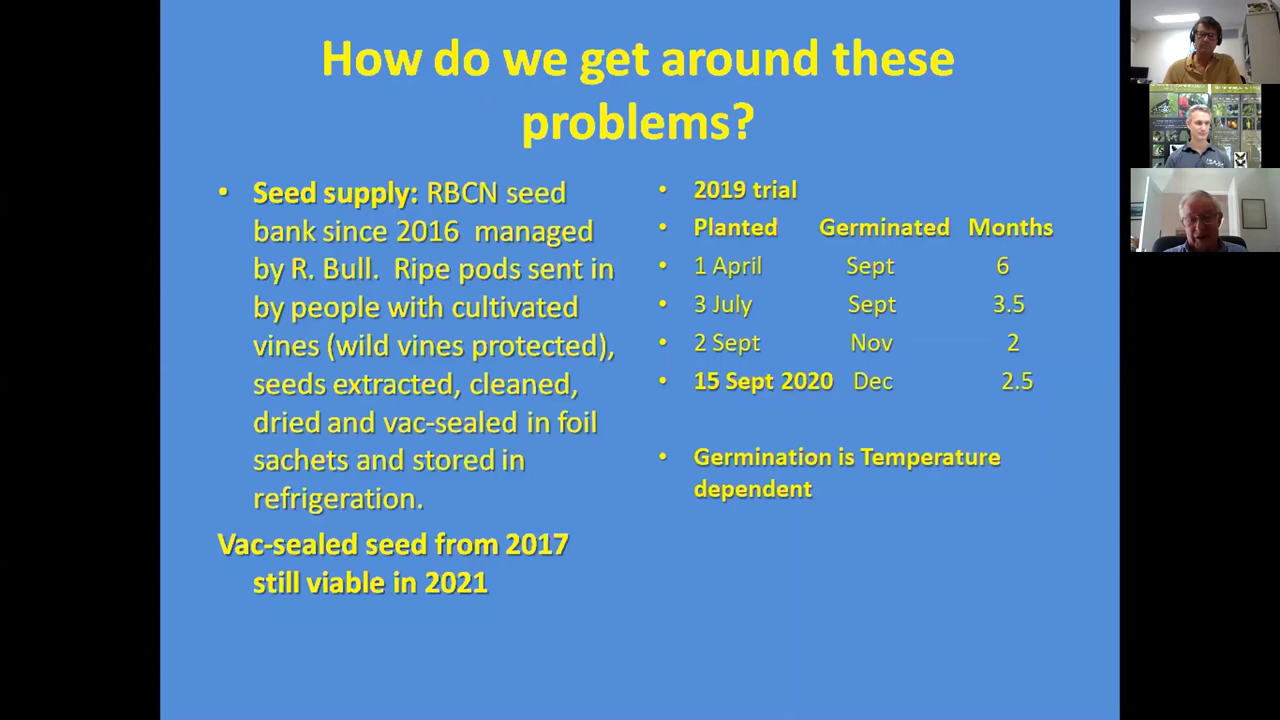 How do we get around these
problems?
• Seed supply: RBCN seed
bank since 2016 managed
by R. Bull. Ripe pods sent in
by people with cultivated
vines (wild vines protected),
seeds extracted, cleaned,
dried and vac-sealed in foil
sachets and stored in
refrigeration.
Vac-sealed seed from 2017
still viable in 2021
• 2019 trial
• Planted Germinated Months
• 1 April Sept 6
• 3 July Sept 3.5
• 2 Sept Nov 2
• 15 Sept 2020 Dec 2.5
• Germination is Temperature
dependent